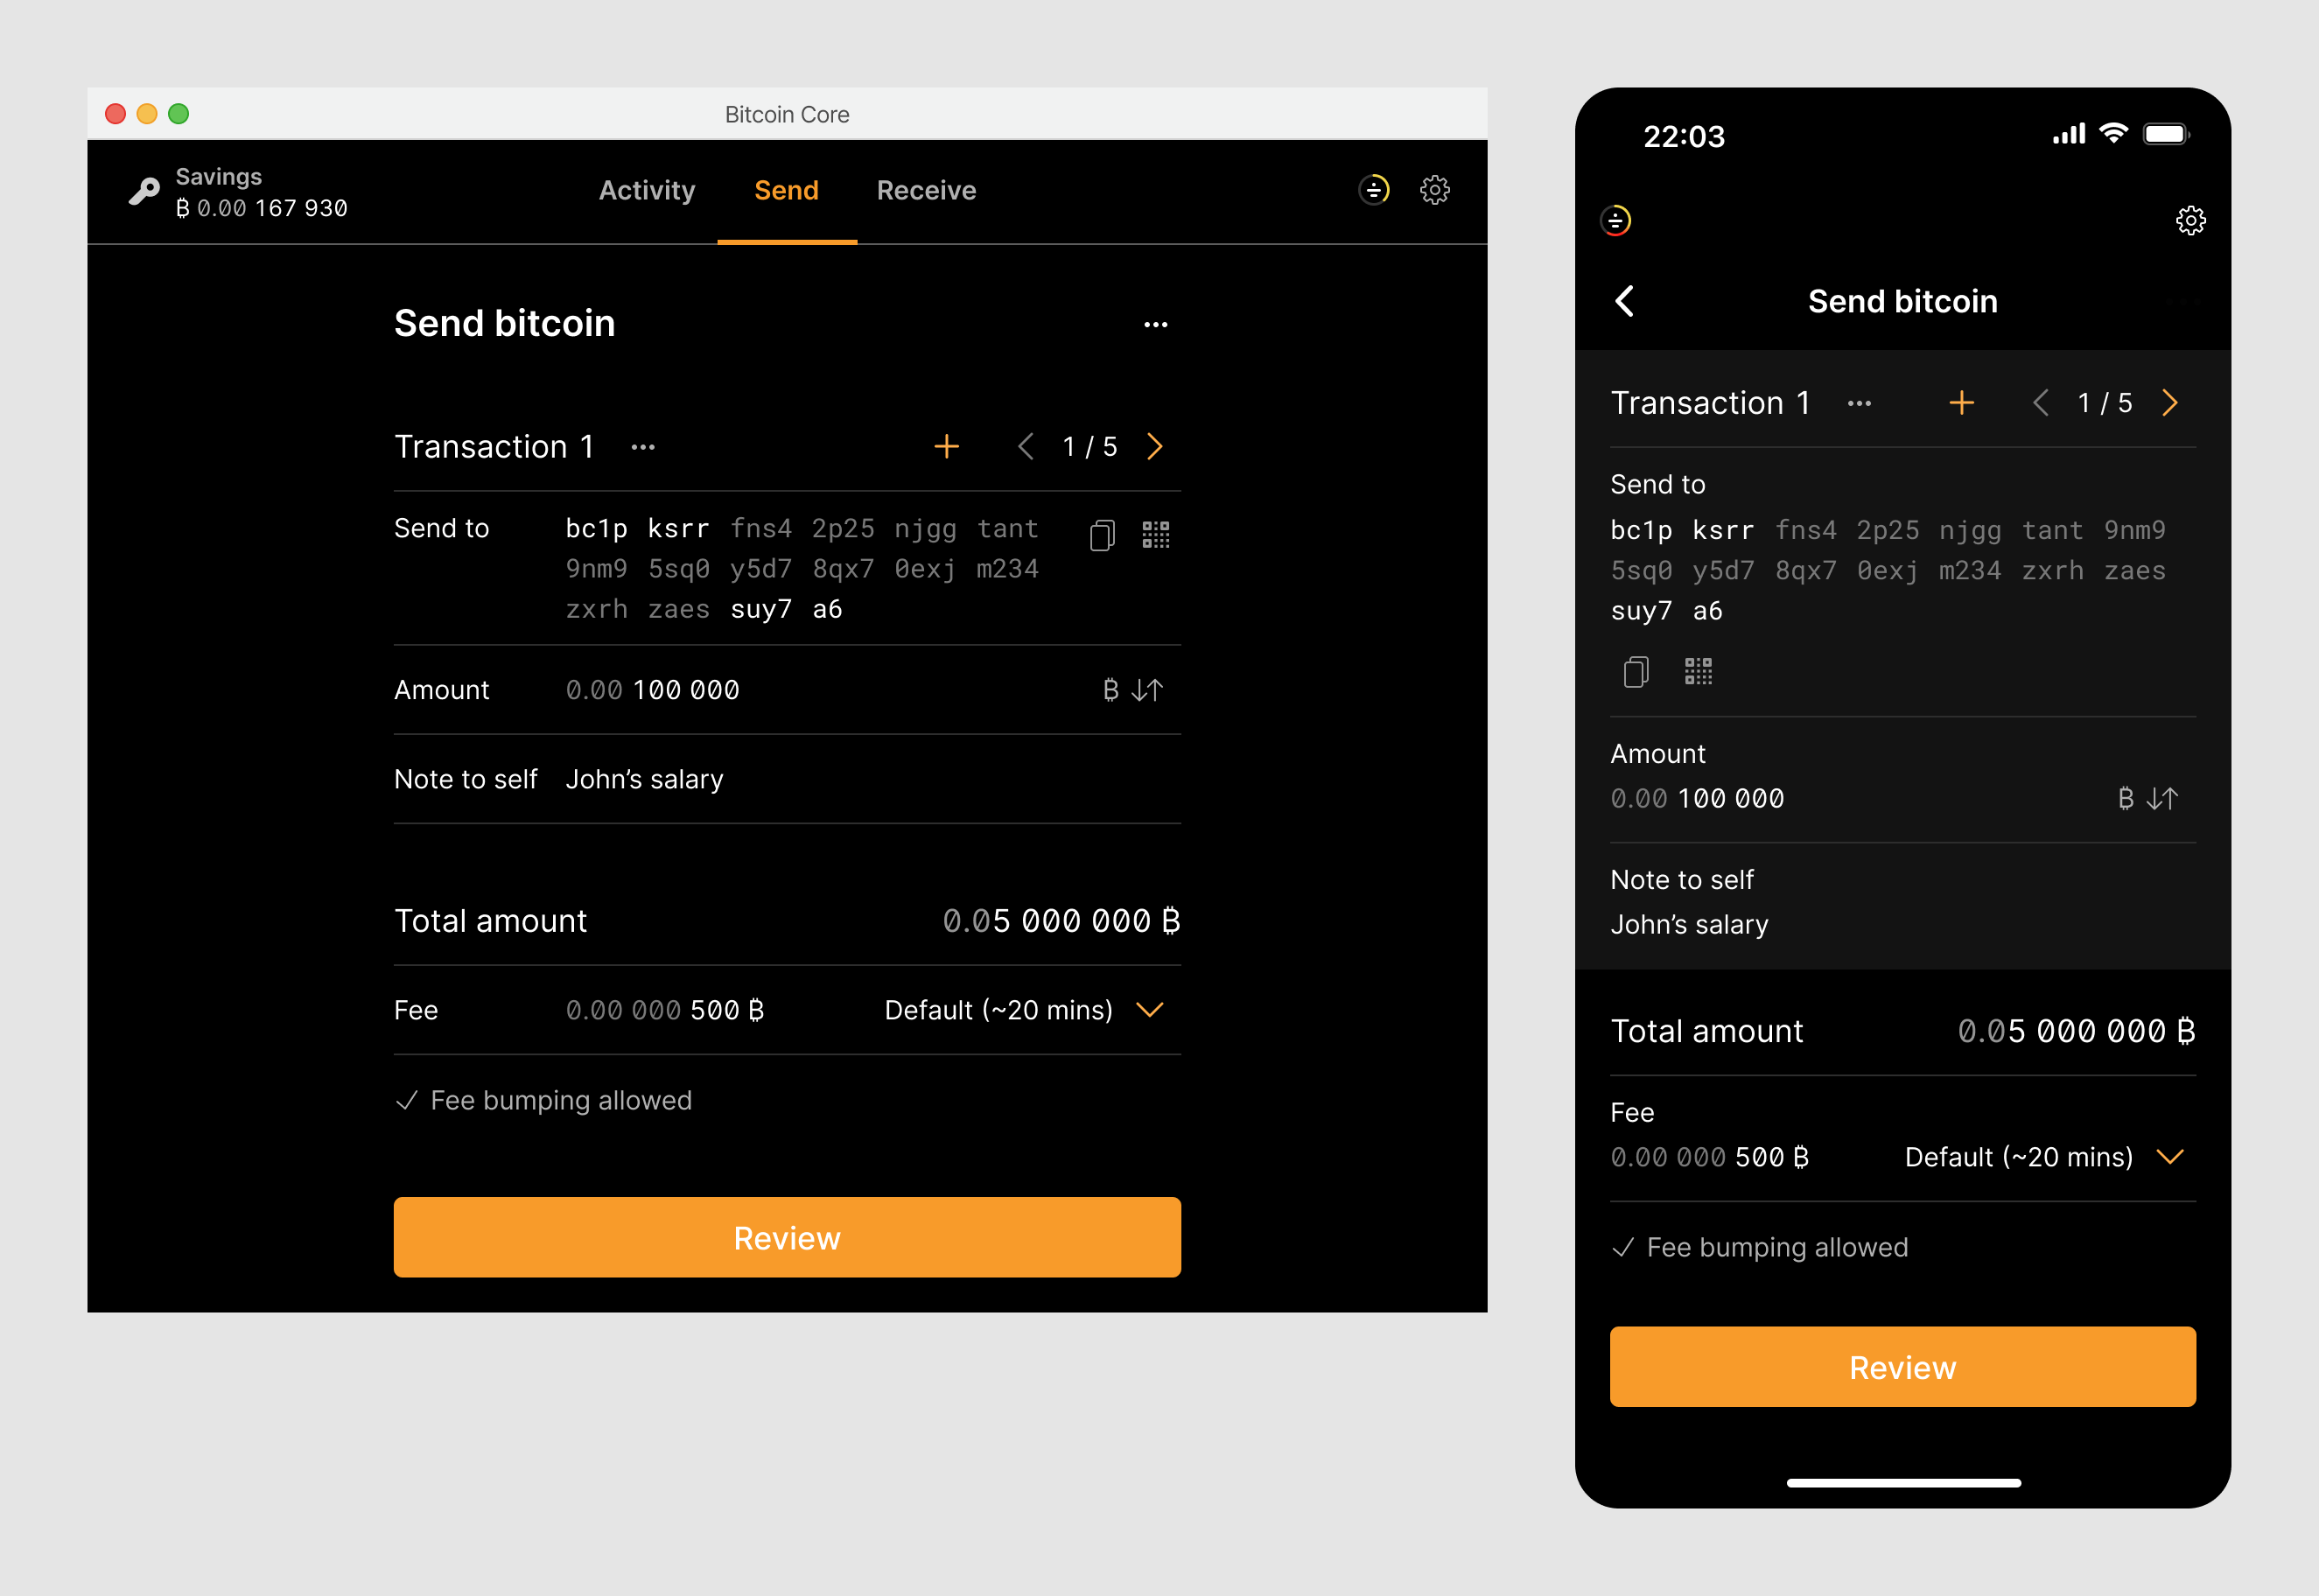 Bitcoin Core
Savings
₿ 0.00 167 930
Activity
Send
Receive
Send bitcoin
Transaction 1
1 / 5
Send to
bc1p ksrr fns4 2p25 njgg tant
9nm9 5sq0 y5d7 8qx7 0exj m234
zxrh zaes suy7 a6
Amount
0.00 100 000
₿
Note to self
John’s salary
Total amount
0.05 000 000 ₿
Fee
0.00 000 500 ₿
Default (~20 mins)
Fee bumping allowed
Review
22:03
Send bitcoin
Transaction 1
1 / 5
Send to
bc1p ksrr fns4 2p25 njgg tant 9nm9
5sq0 y5d7 8qx7 0exj m234 zxrh zaes
suy7 a6
Amount
0.00 100 000
₿
Note to self
John’s salary
Total amount
0.05 000 000 ₿
Fee
0.00 000 500 ₿
Default (~20 mins)
Fee bumping allowed
Review